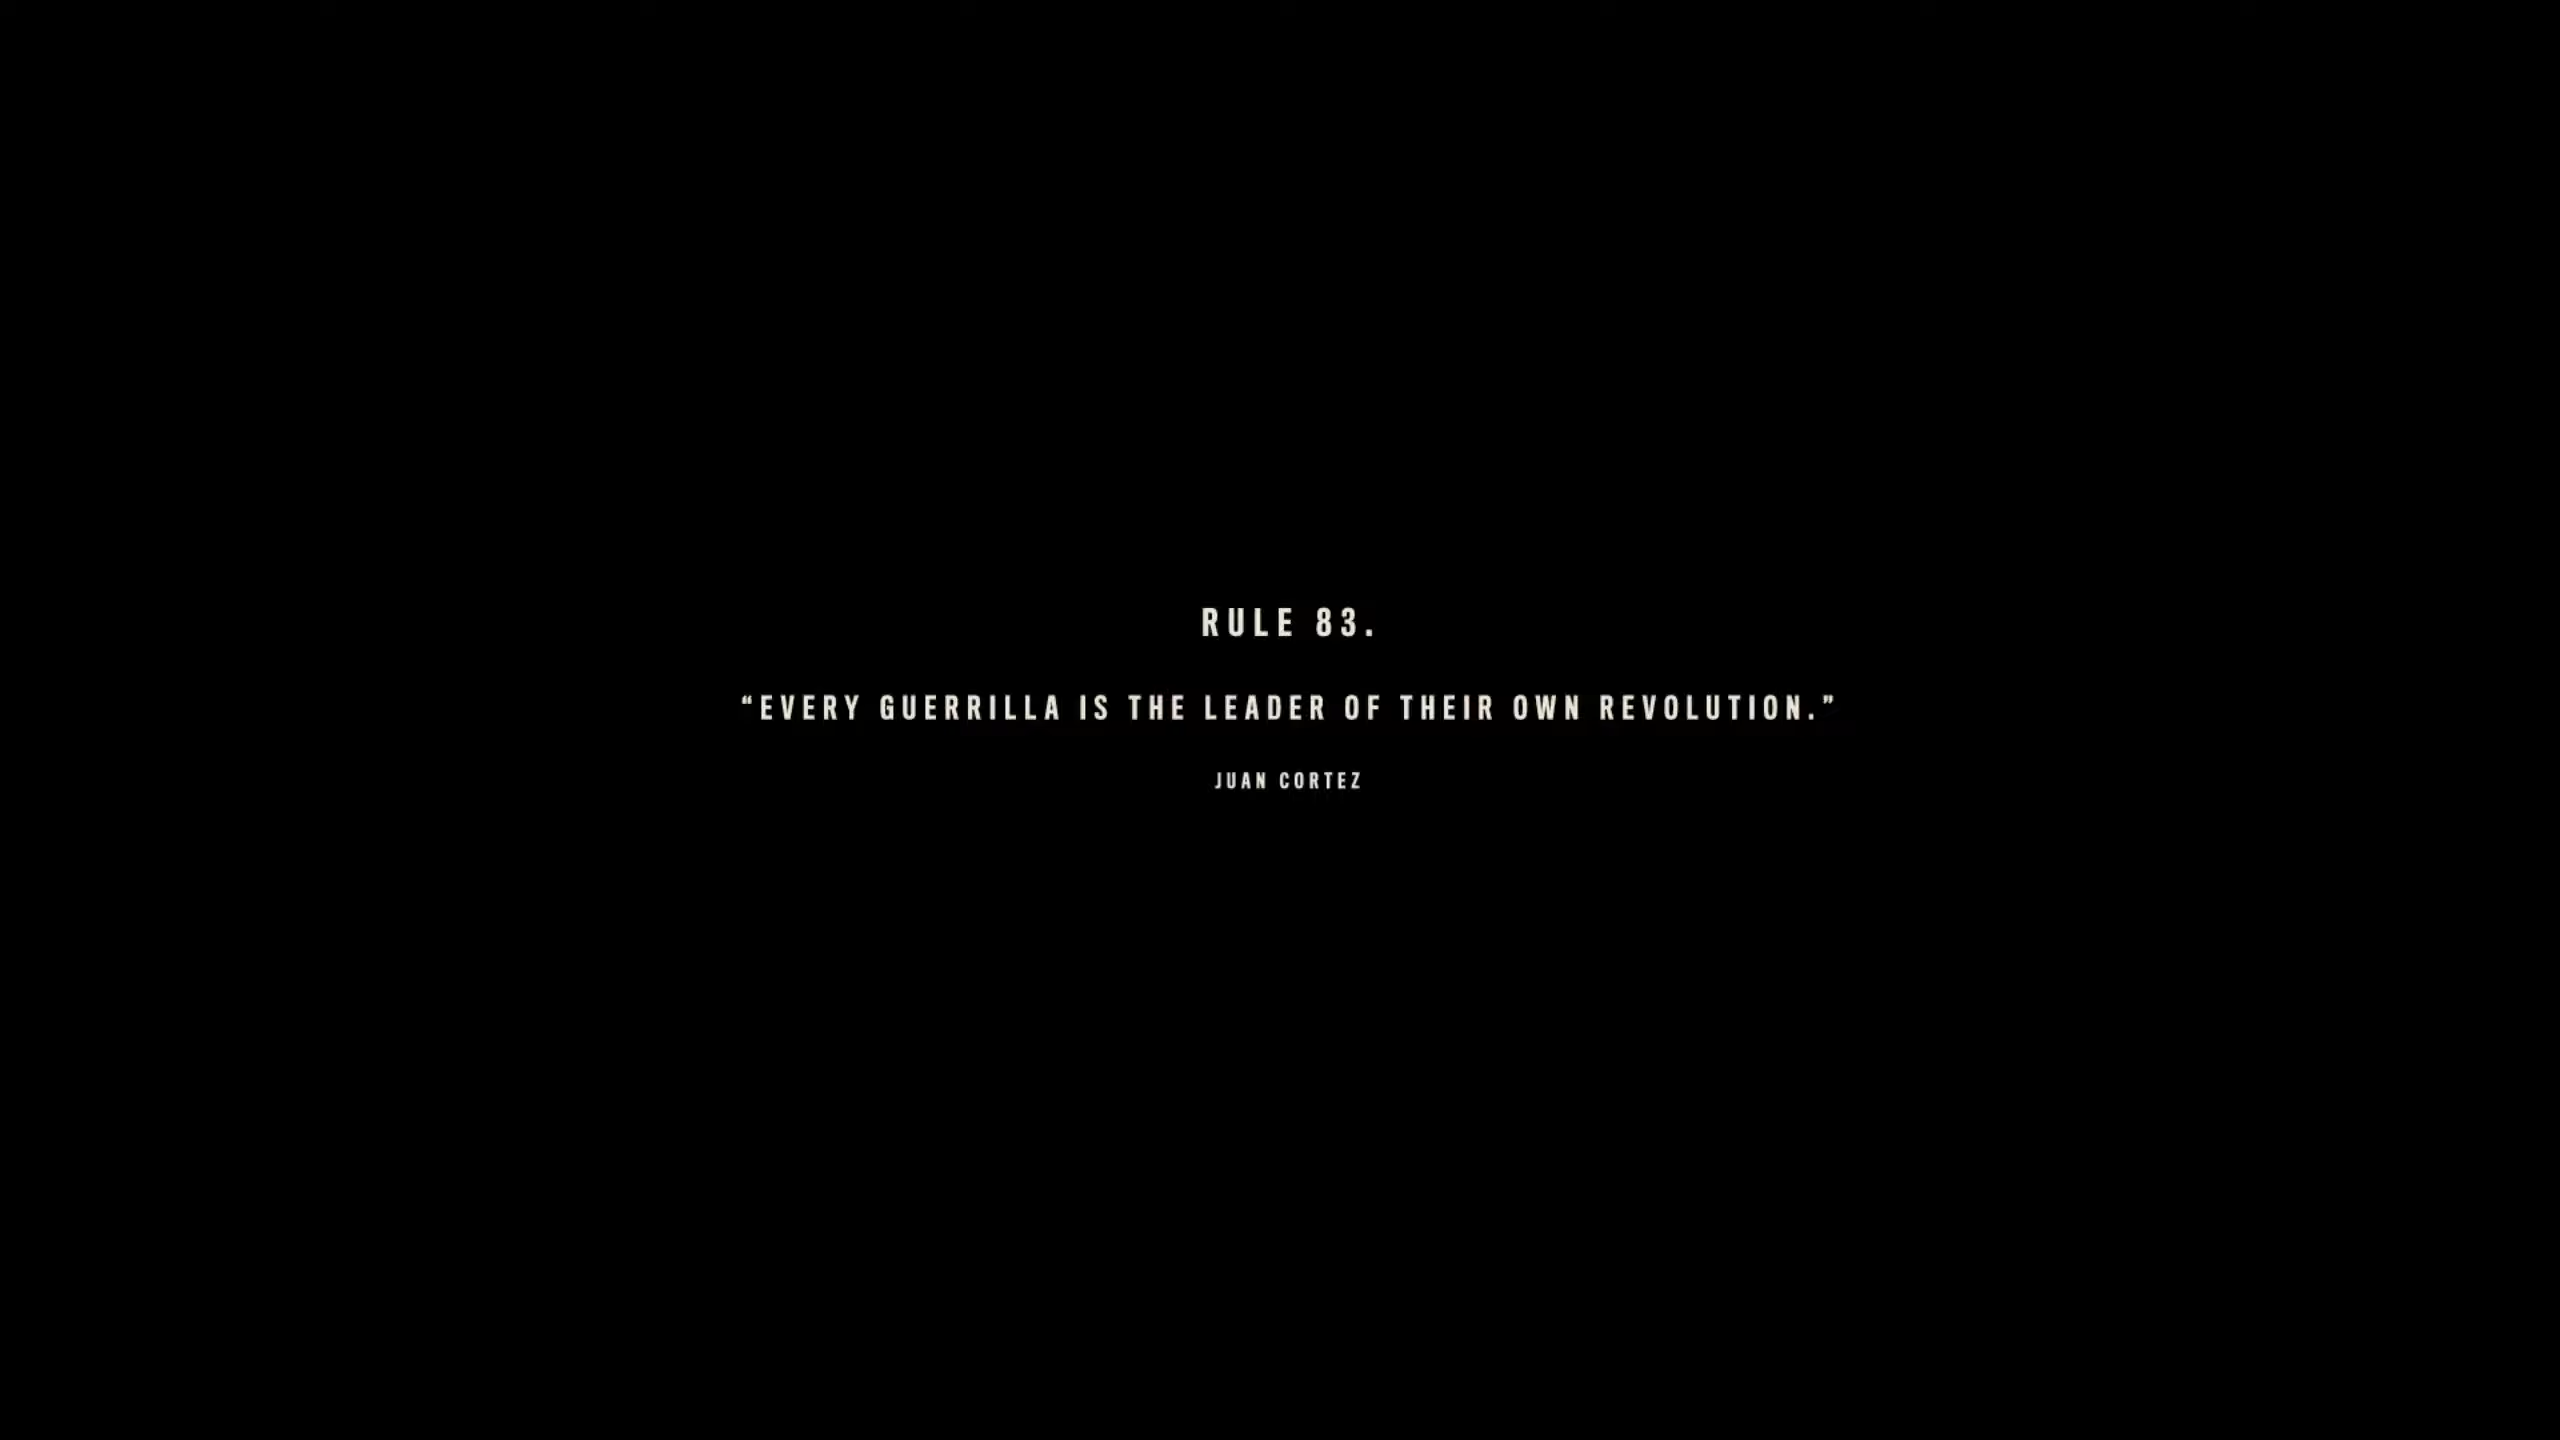 RULE 83.
“EVERY GUERRILLA IS THE LEADER OF THEIR OWN REVOLUTION.”
JUAN CORTEZ